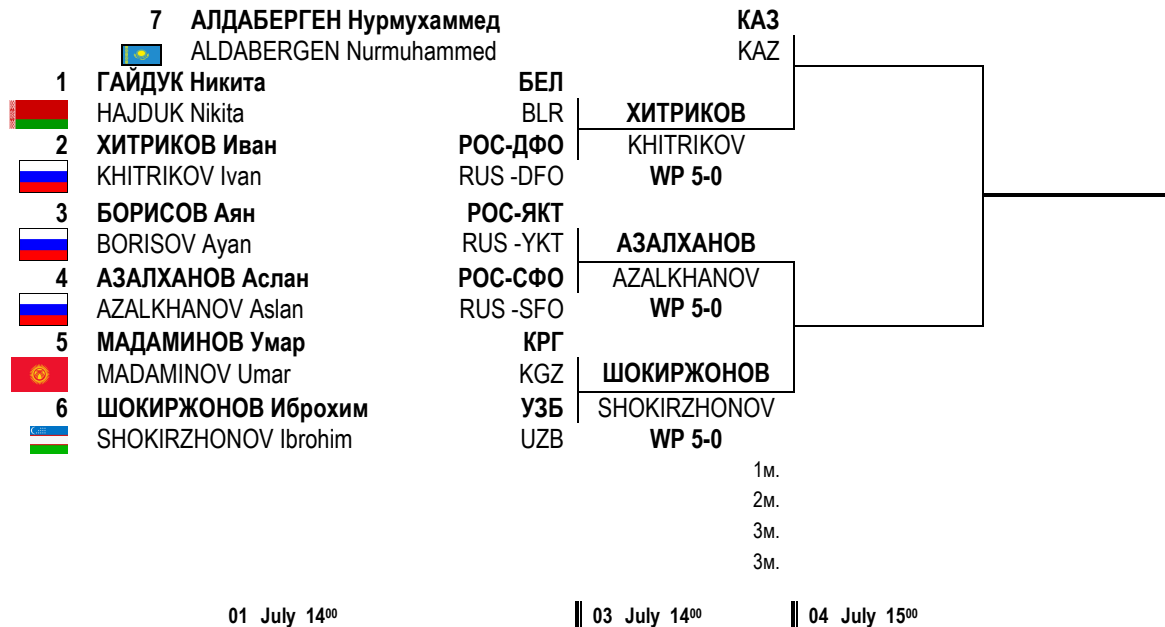 7 АЛДАБЕРГЕН Нурмухаммед КАЗ
ALDABERGEN Nurmuhammed KAZ
1 ГАЙДУК Никита БЕЛ
HAJDUK Nikita BLR ХИТРИКОВ
2 ХИТРИКОВ Иван РОС-ДФО KHITRIKOV
KHITRIKOV Ivan RUS -DFO WP 5-0
3 БОРИСОВ Аян РОС-ЯКТ
BORISOV Ayan RUS -YKT АЗАЛХАНОВ
4 АЗАЛХАНОВ Аслан РОС-СФО AZALKHANOV
AZALKHANOV Aslan RUS -SFO WP 5-0
5 МАДАМИНОВ Умар КРГ
MADAMINOV Umar KGZ ШОКИРЖОНОВ
6 ШОКИРЖОНОВ Иброхим УЗБ SHOKIRZHONOV
SHOKIRZHONOV Ibrohim UZB WP 5-0
1м.
2м.
3м.
3м.
01 July 14⁰⁰ 03 July 14⁰⁰ 04 July 15⁰⁰